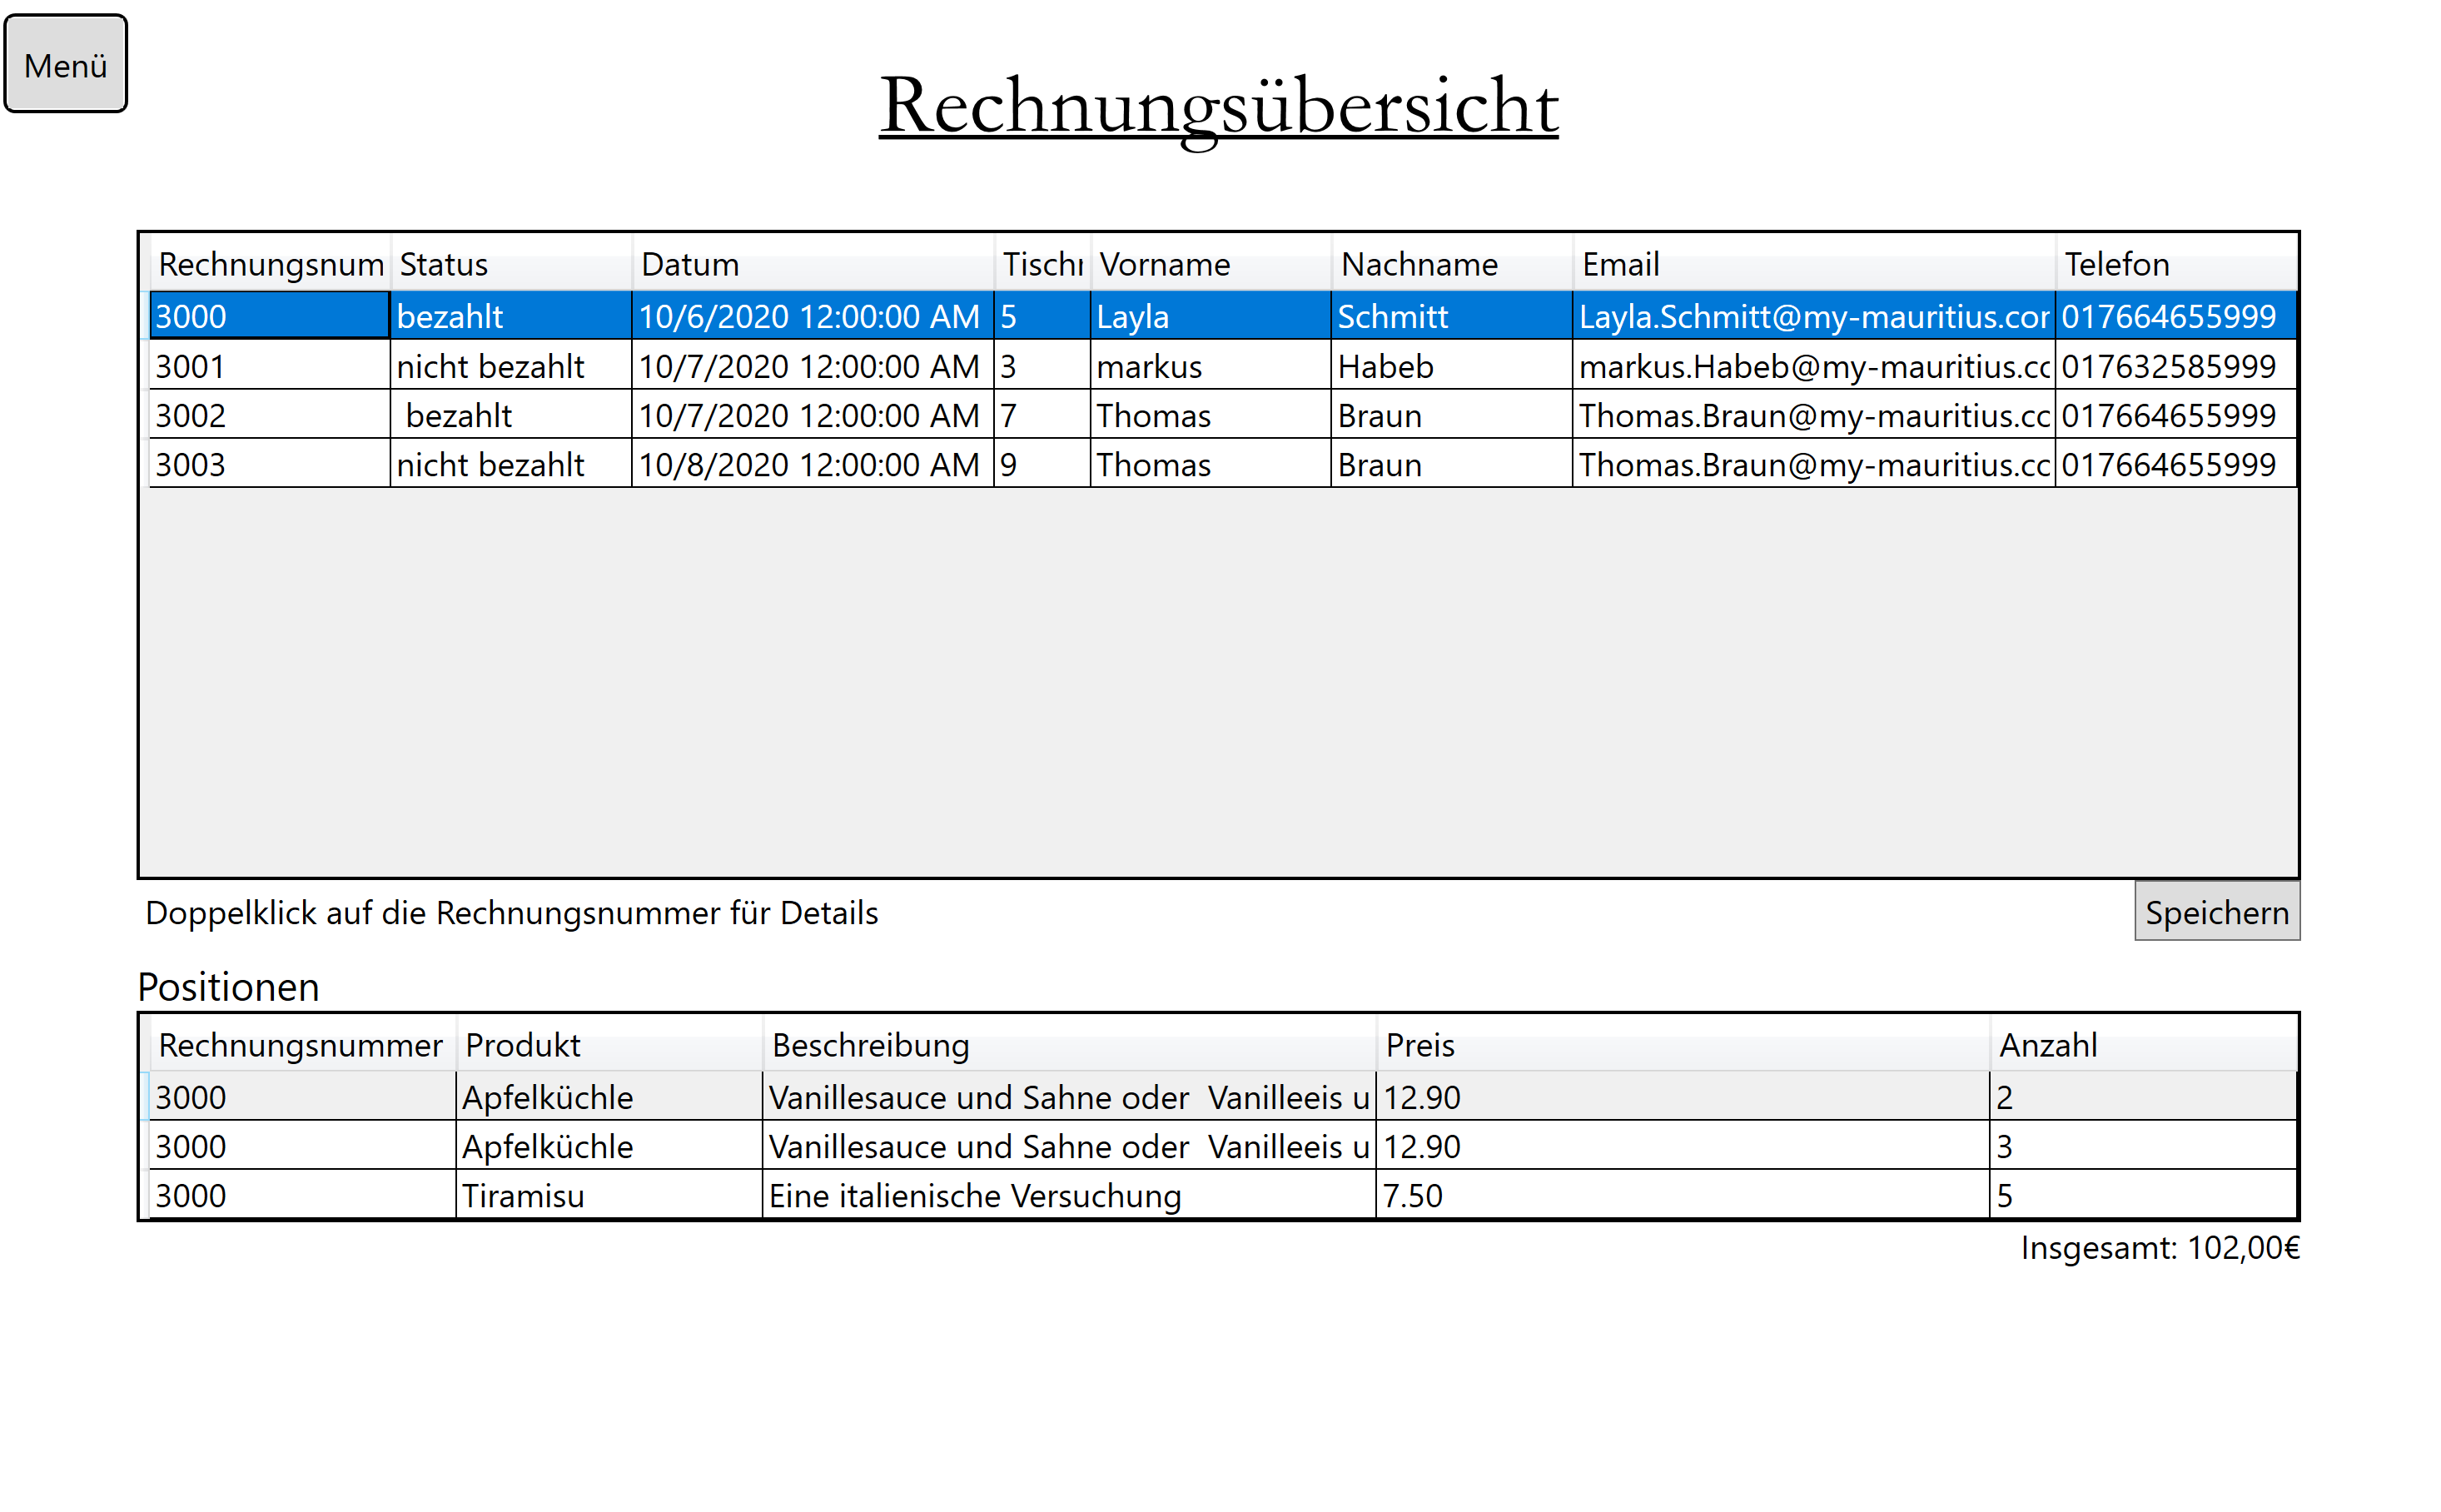 Menü
Rechnungsübersicht
Rechnungsnum Status Datum Tischr Vorname Nachname Email Telefon
3000 bezahlt 10/6/2020 12:00:00 AM 5 Layla Schmitt Layla.Schmitt@my-mauritius.cor 017664655999
3001 nicht bezahlt 10/7/2020 12:00:00 AM 3 markus Habeb markus.Habeb@my-mauritius.cc 017632585999
3002 bezahlt 10/7/2020 12:00:00 AM 7 Thomas Braun Thomas.Braun@my-mauritius.cc 017664655999
3003 nicht bezahlt 10/8/2020 12:00:00 AM 9 Thomas Braun Thomas.Braun@my-mauritius.cc 017664655999
Doppelklick auf die Rechnungsnummer für Details Speichern
Positionen
Rechnungsnummer Produkt Beschreibung Preis Anzahl
3000 Apfelküchle Vanillesauce und Sahne oder  Vanilleeis u 12.90 2
3000 Apfelküchle Vanillesauce und Sahne oder  Vanilleeis u 12.90 3
3000 Tiramisu Eine italienische Versuchung 7.50 5
Insgesamt: 102,00€